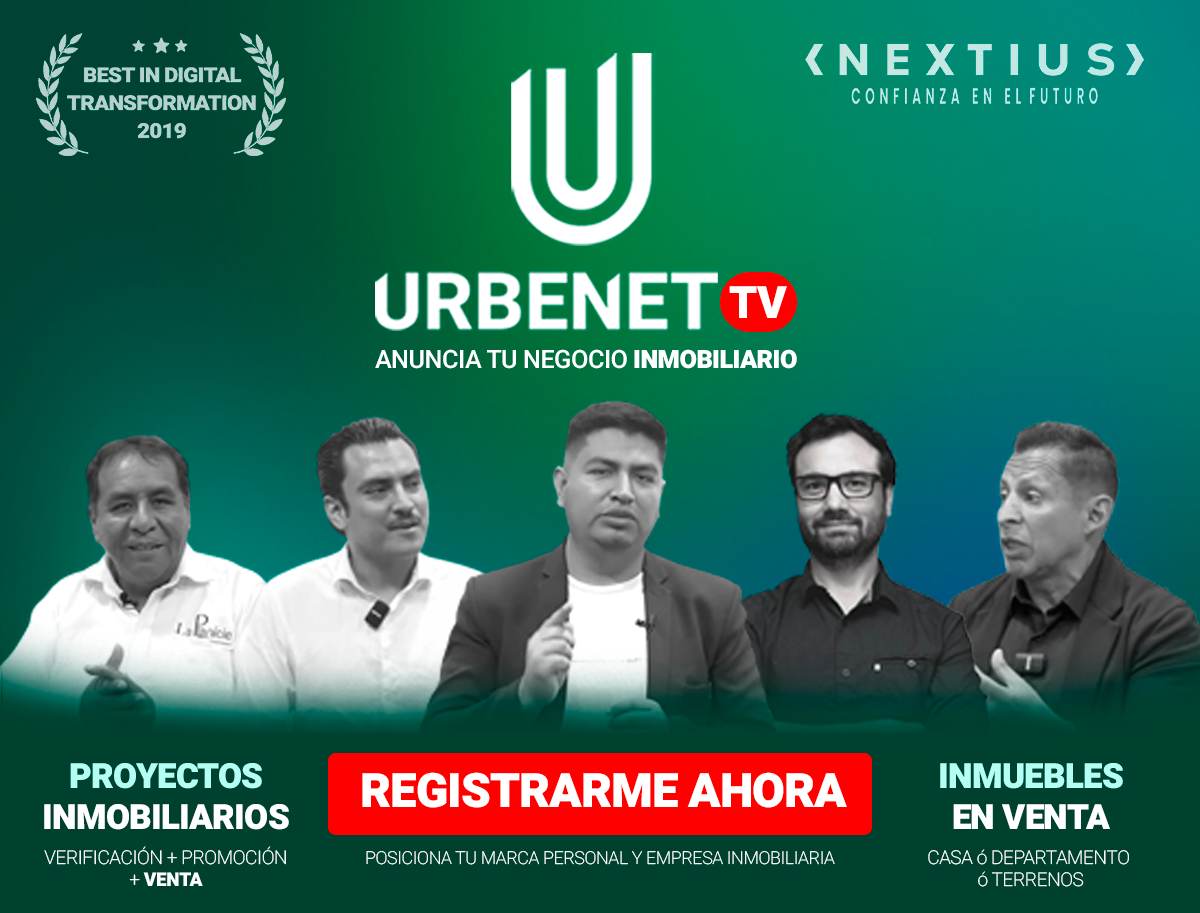 BEST IN DIGITAL
TRANSFORMATION
2019
‹NEXTIUS›
CONFIANZA EN EL FUTURO
URBENET TV
ANUNCIA TU NEGOCIO INMOBILIARIO
PROYECTOS
INMOBILIARIOS
VERIFICACIÓN + PROMOCIÓN
+ VENTA
REGISTRARME AHORA
POSICIONA TU MARCA PERSONAL Y EMPRESA INMOBILIARIA
INMUEBLES
EN VENTA
CASA ó DEPARTAMENTO
ó TERRENOS